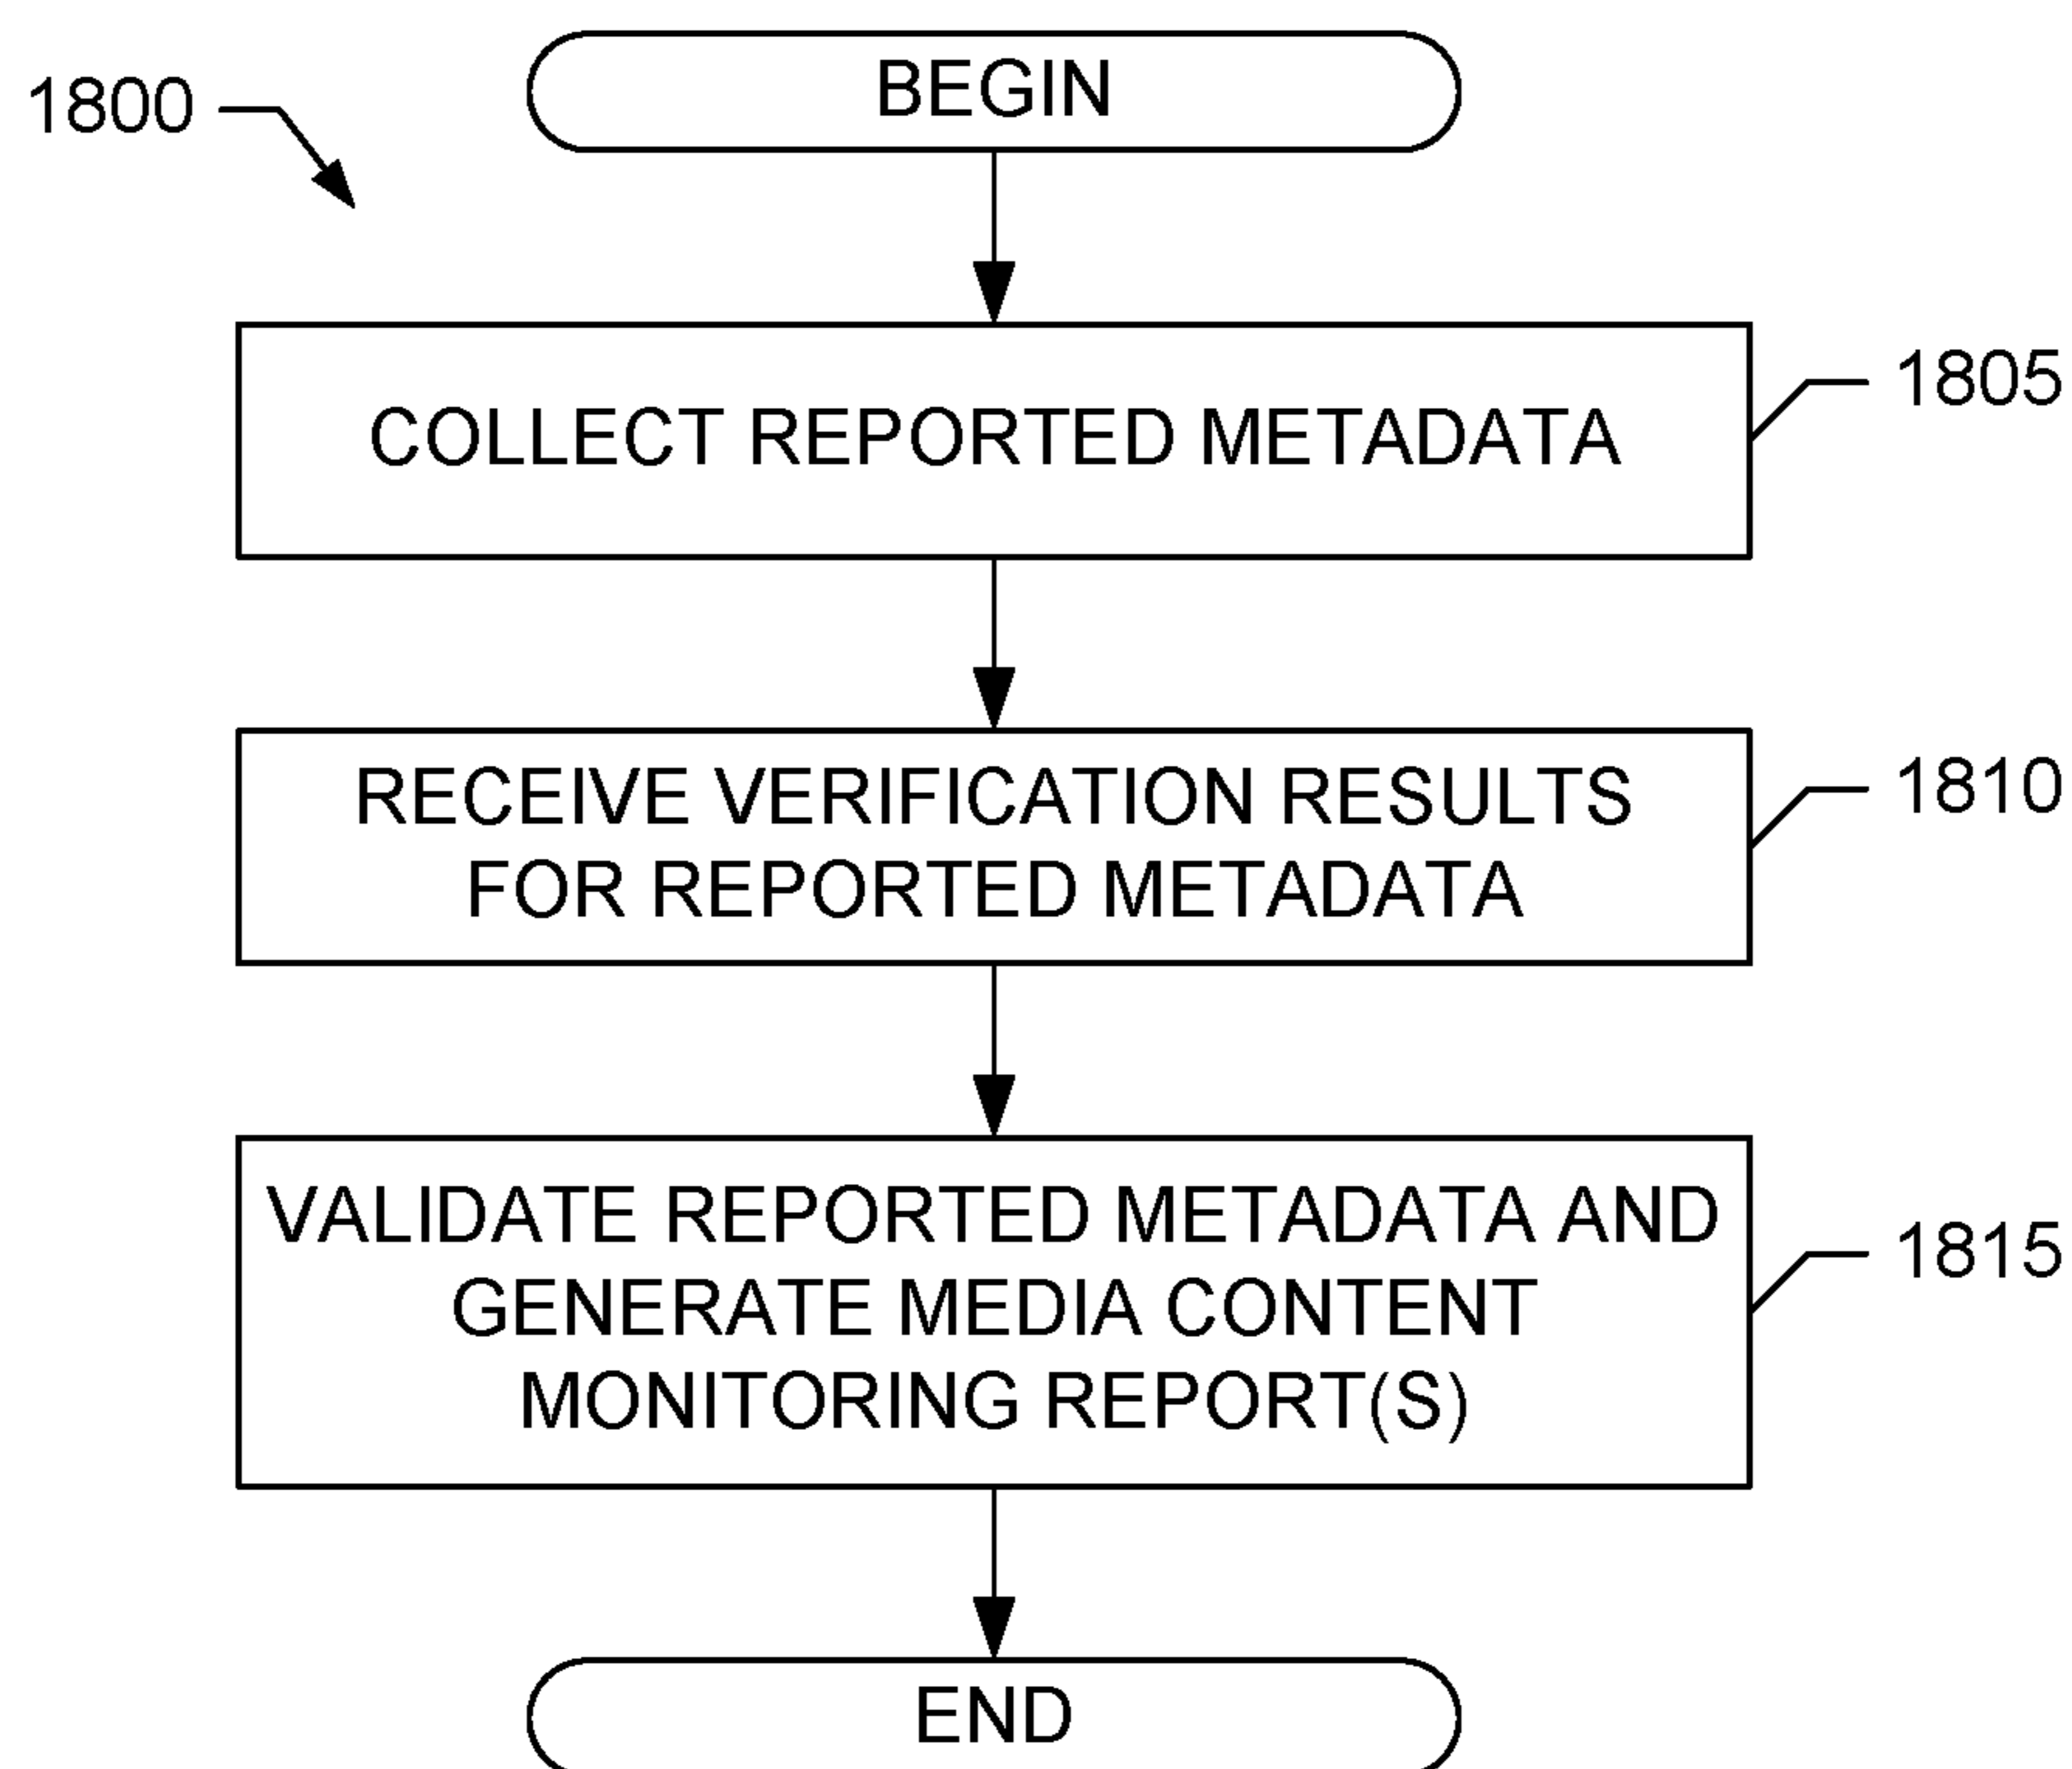 1800
BEGIN
COLLECT REPORTED METADATA
1805
RECEIVE VERIFICATION RESULTS
FOR REPORTED METADATA
1810
VALIDATE REPORTED METADATA AND
GENERATE MEDIA CONTENT
MONITORING REPORT(S)
1815
END